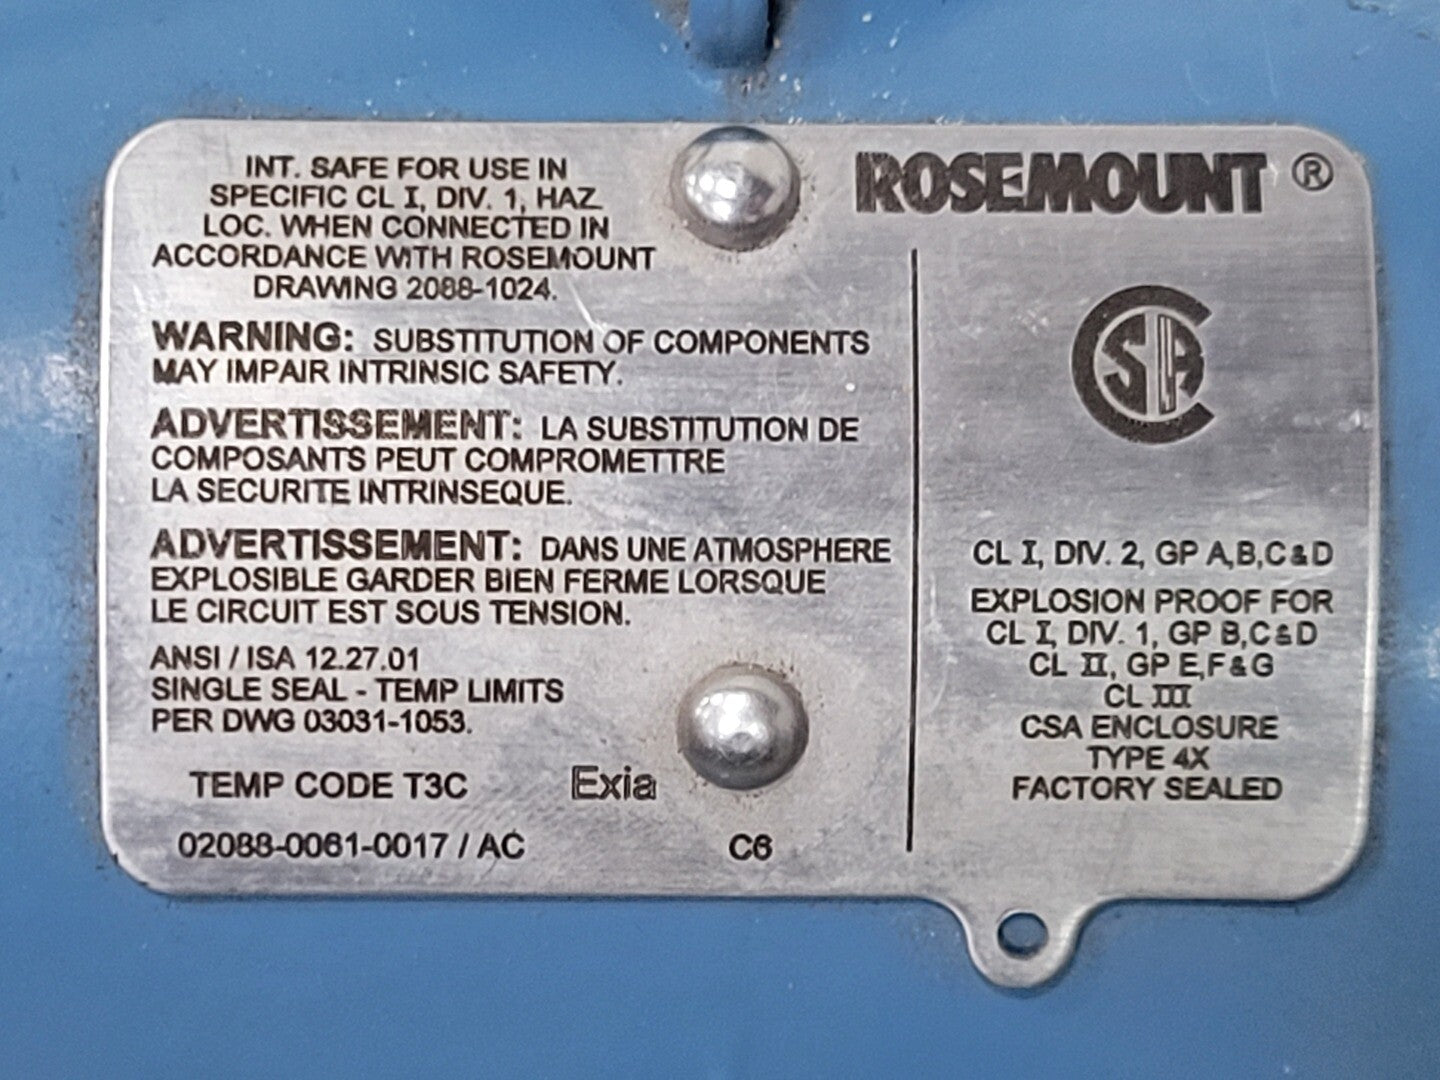 INT. SAFE FOR USE IN
SPECIFIC CL I, DIV. 1, HAZ.
LOC. WHEN CONNECTED IN
ACCORDANCE WITH ROSEMOUNT
DRAWING 2088-1024.
WARNING: SUBSTITUTION OF COMPONENTS
MAY IMPAIR INTRINSIC SAFETY.
ADVERTISSEMENT: LA SUBSTITUTION DE
COMPOSANTS PEUT COMPROMETTRE
LA SECURITE INTRINSEQUE.
ADVERTISSEMENT: DANS UNE ATMOSPHERE
EXPLOSIBLE GARDER BIEN FERME LORSQUE
LE CIRCUIT EST SOUS TENSION.
ANSI / ISA 12.27.01
SINGLE SEAL - TEMP LIMITS
PER DWG 03031-1053.
TEMP CODE T3C Exia
02088-0061-0017 / AC C6
ROSEMOUNT ®
CSA
CL I, DIV. 2, GP A,B,C&D
EXPLOSION PROOF FOR
CL I, DIV. 1, GP B,C&D
CL II, GP E,F&G
CL III
CSA ENCLOSURE
TYPE 4X
FACTORY SEALED